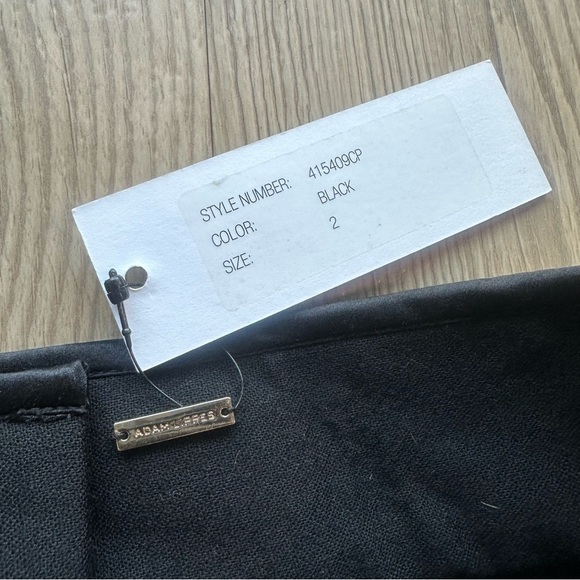 STYLE NUMBER: 415409CP
COLOR: BLACK
SIZE: 2
ADAM LIPPES